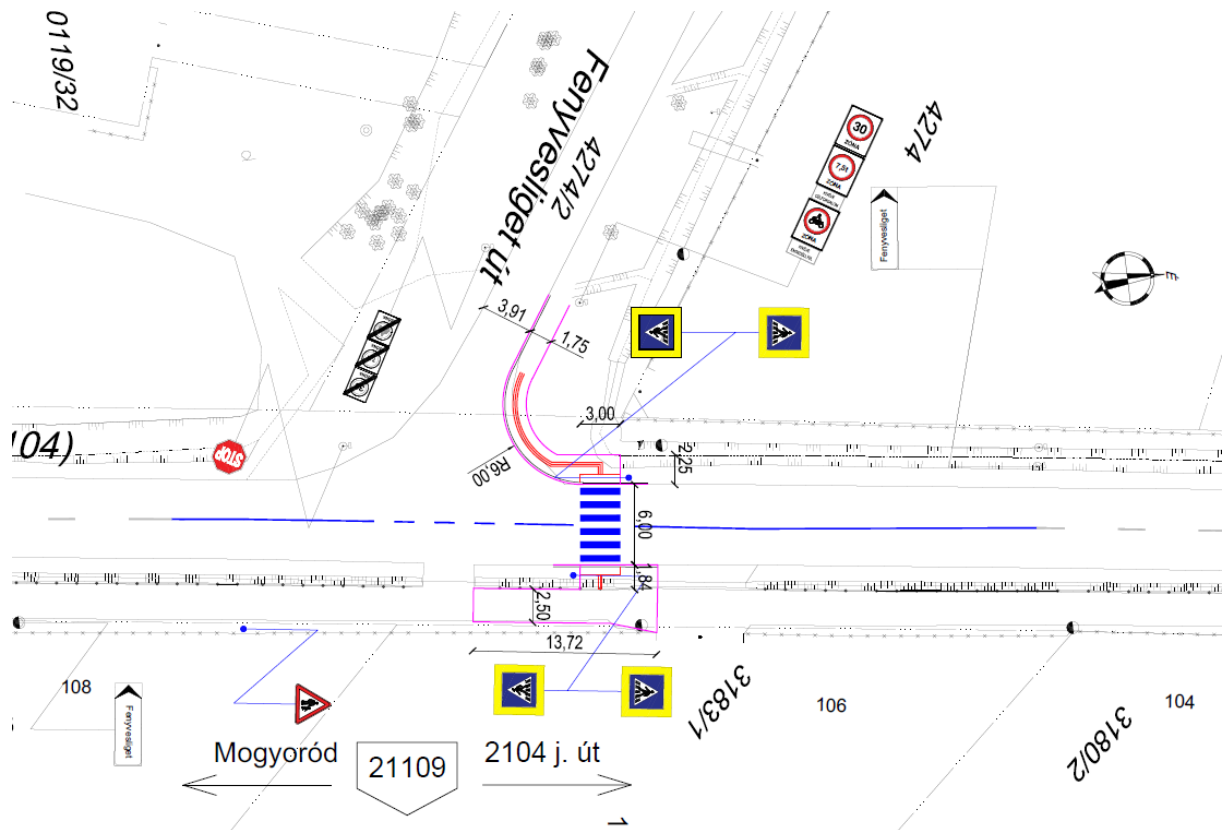 0119/32
Fenyvesliget út
4274/2
4274
30
ZÓNA
7,5t
ZÓNA
ZÓNA
Fenyvesliget
É
3,91
1,75
3,00
104)
STOP
R6,00
2,25
6,00
1,84
2,50
13,72
108
Fenyvesliget
3183/1
106
104
3180/2
Mogyoród
21109
2104 j. út
1